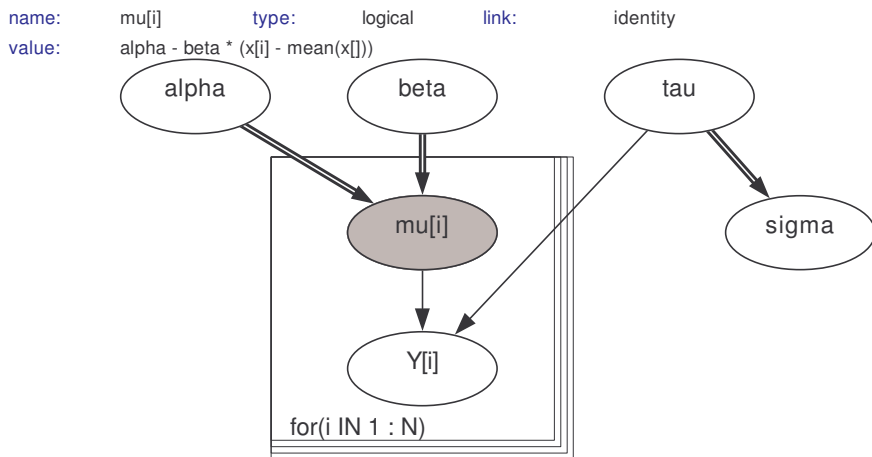 name: mu[i] type: logical link: identity
value: alpha - beta * (x[i] - mean(x[]))
alpha beta tau
mu[i] sigma
Y[i]
for(i IN 1 : N)